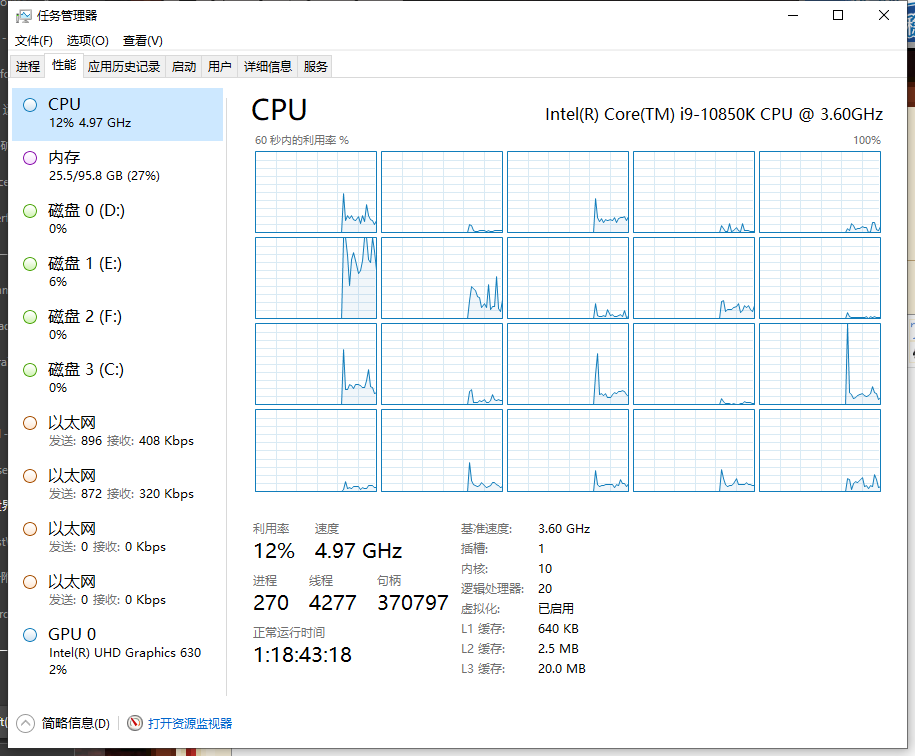 任务管理器
文件(F) 选项(O) 查看(V)
进程 性能 应用历史记录 启动 用户 详细信息 服务
CPU
12% 4.97 GHz
内存
25.5/95.8 GB (27%)
磁盘 0 (D:)
0%
磁盘 1 (E:)
6%
磁盘 2 (F:)
0%
磁盘 3 (C:)
0%
以太网
发送: 896 接收: 408 Kbps
以太网
发送: 872 接收: 320 Kbps
以太网
发送: 0 接收: 0 Kbps
以太网
发送: 0 接收: 0 Kbps
GPU 0
Intel(R) UHD Graphics 630
2%
CPU
Intel(R) Core(TM) i9-10850K CPU @ 3.60GHz
60 秒内的利用率 %
100%
利用率 速度
12% 4.97 GHz
进程 线程 句柄
270 4277 370797
正常运行时间
1:18:43:18
基准速度: 3.60 GHz
插槽: 1
内核: 10
逻辑处理器: 20
虚拟化: 已启用
L1 缓存: 640 KB
L2 缓存: 2.5 MB
L3 缓存: 20.0 MB
简略信息(D)
打开资源监视器